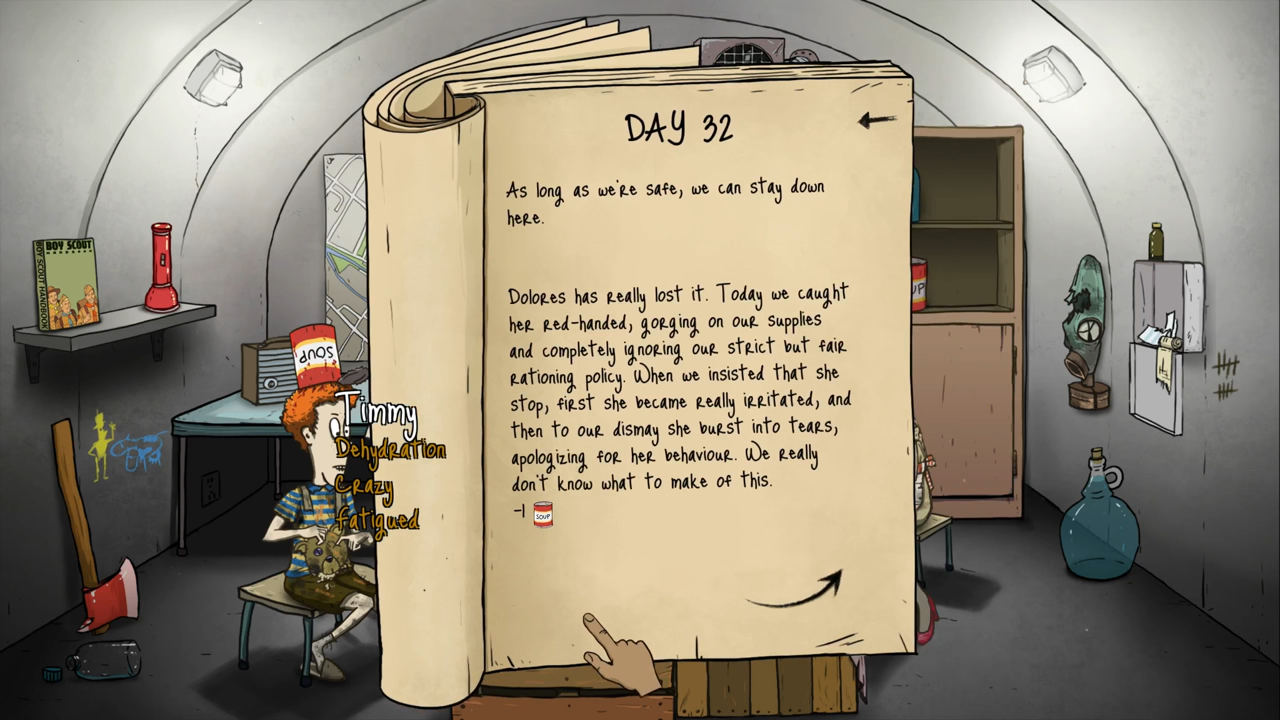 DAY 32
As long as we're safe, we can stay down
here.
Dolores has really lost it. Today we caught
her red-handed, gorging on our supplies
and completely ignoring our strict but fair
rationing policy. When we insisted that she
stop, first she became really irritated, and
then to our dismay she burst into tears,
apologizing for her behaviour. We really
don't know what to make of this.
-1 SOUP
BOY SCOUT
BOY SCOUT HANDBOOK
SOUP
Timmy
Dehydration
Crazy
Fatigued
UP